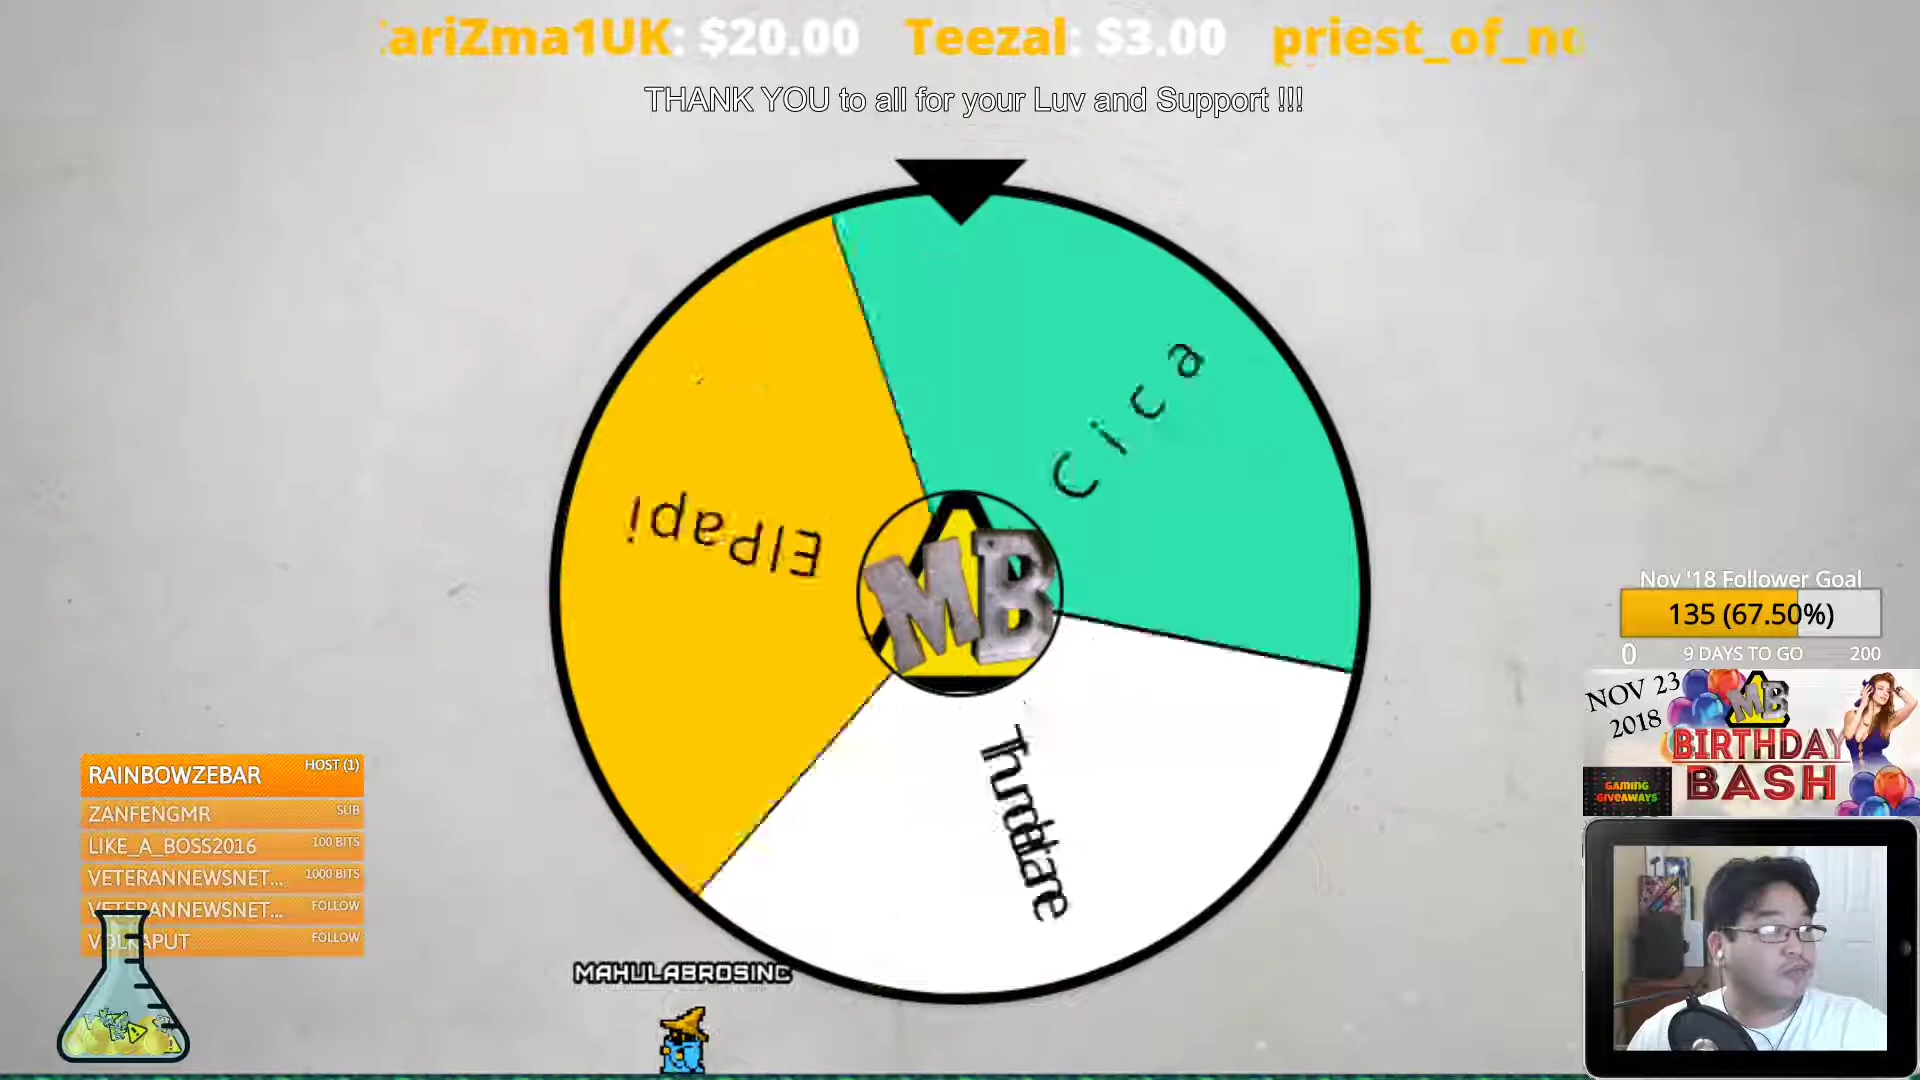 ariZma1UK: $20.00 Teezal: $3.00 priest_of_n
THANK YOU to all for your Luv and Support !!!
Cica
ElPapi
MB
Nov '18 Follower Goal
135 (67.50%)
0 9 DAYS TO GO 200
NOV 23
2018
MB
BIRTHDAY
BASH
GAMING
GIVEAWAYS
RAINBOWZEBAR HOST (1)
ZANFENGMR SUB
LIKE_A_BOSS2016 100 BITS
VETERANNEWSNET... 1000 BITS
VETERANNEWSNET... FOLLOW
VOLKAPUT FOLLOW
MAHULABROSINC